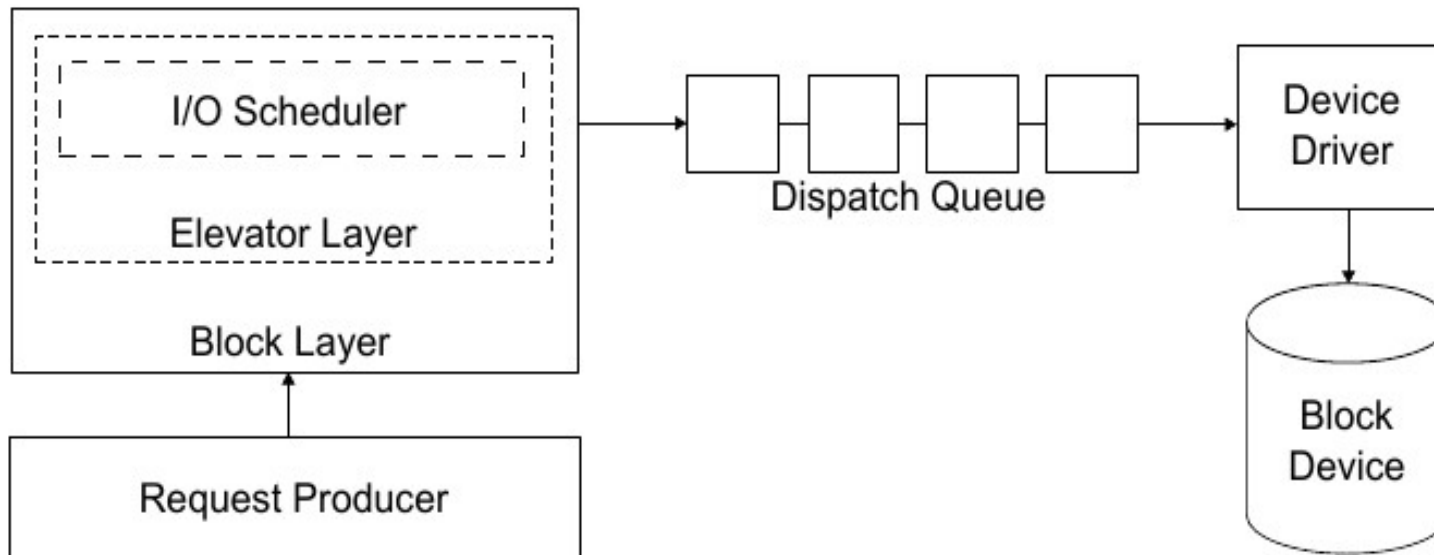 I/O Scheduler
Elevator Layer
Block Layer
Request Producer
Dispatch Queue
Device
Driver
Block
Device